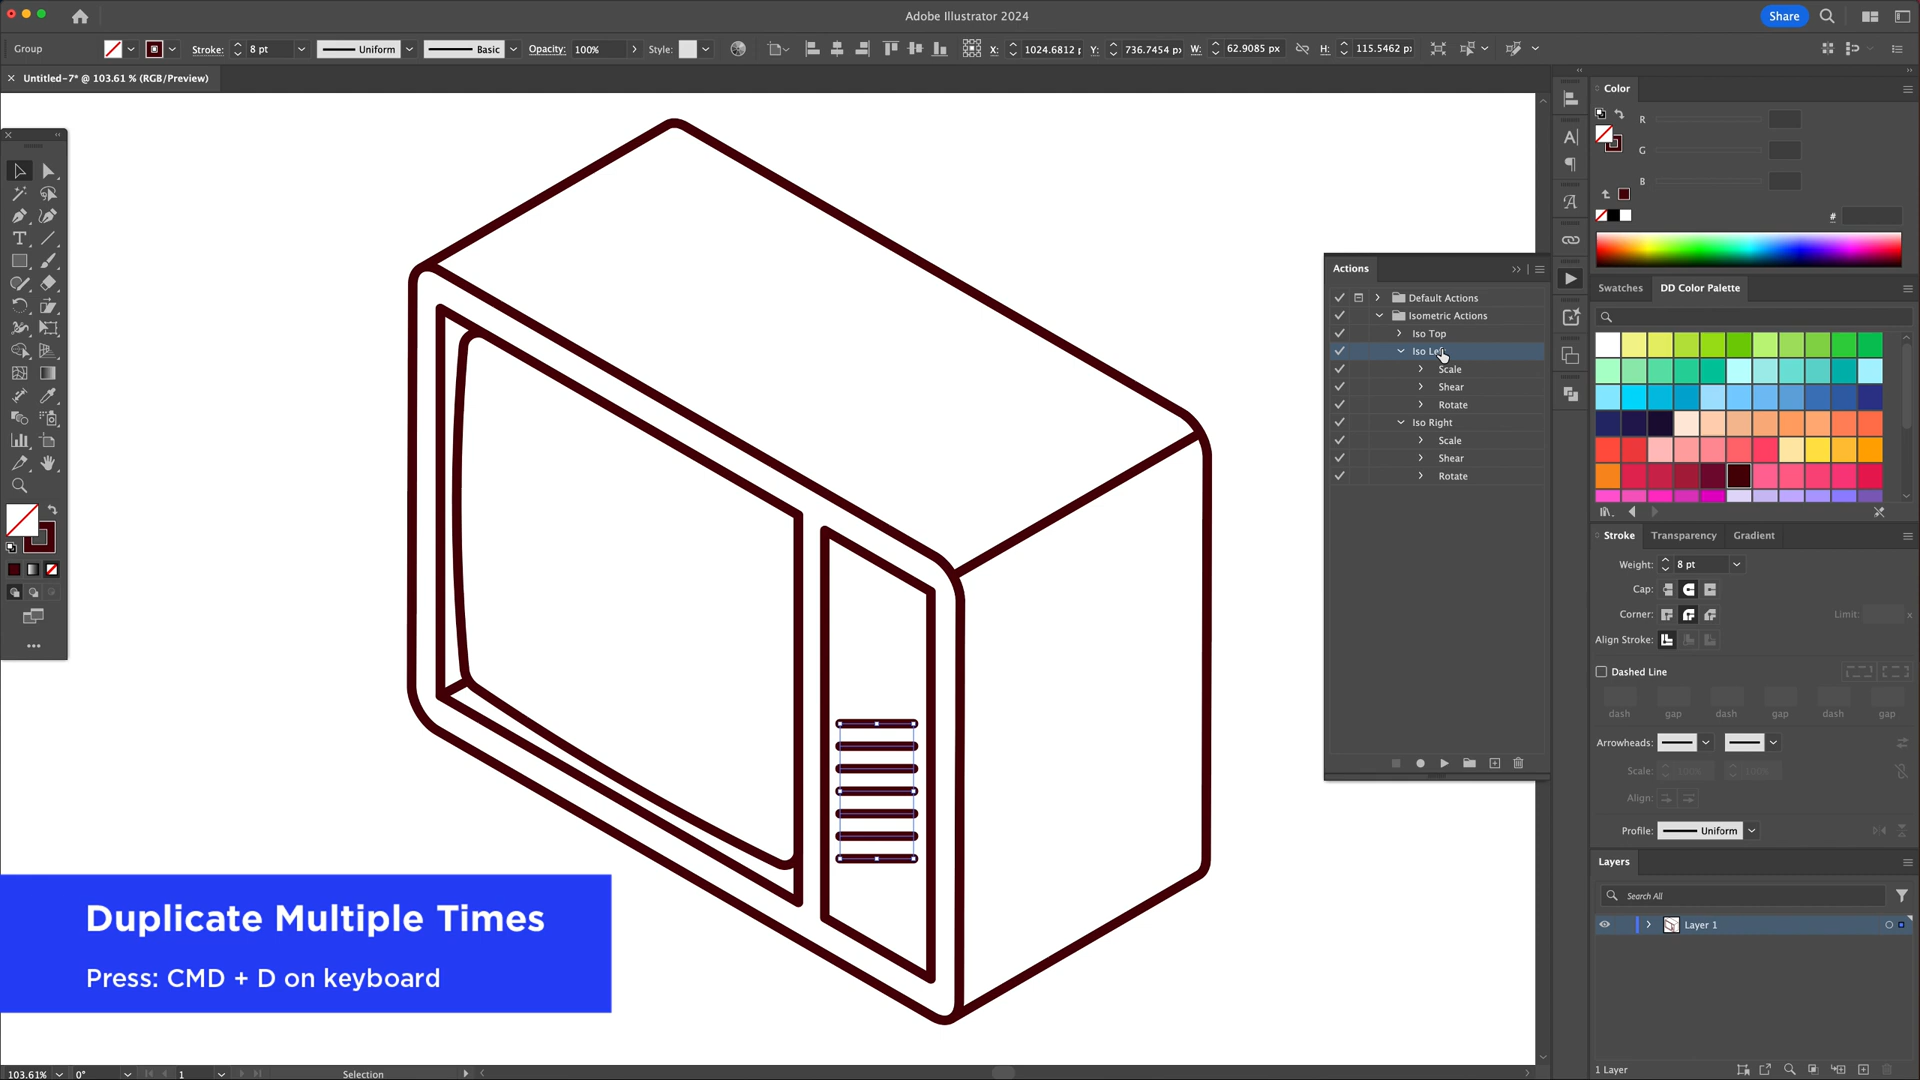 Adobe Illustrator 2024
Share
Group
Stroke:
8 pt
Uniform
Basic
Opacity:
100%
Style:
X:
1024.6812 p
Y:
736.7454 px
W:
62.9085 px
H:
115.5462 px
Untitled-7* @ 103.61 % (RGB/Preview)
Color
R
G
B
#
Swatches
DD Color Palette
Actions
Default Actions
Isometric Actions
Iso Top
Iso Left
Scale
Shear
Rotate
Iso Right
Scale
Shear
Rotate
Stroke
Transparency
Gradient
Weight:
8 pt
Cap:
Corner:
Limit:
x
Align Stroke:
Dashed Line
dash
gap
dash
gap
dash
gap
Arrowheads:
Scale:
100%
100%
Align:
Profile:
Uniform
Layers
Search All
Layer 1
1 Layer
Duplicate Multiple Times
Press: CMD + D on keyboard
103.61%
0°
1
Selection